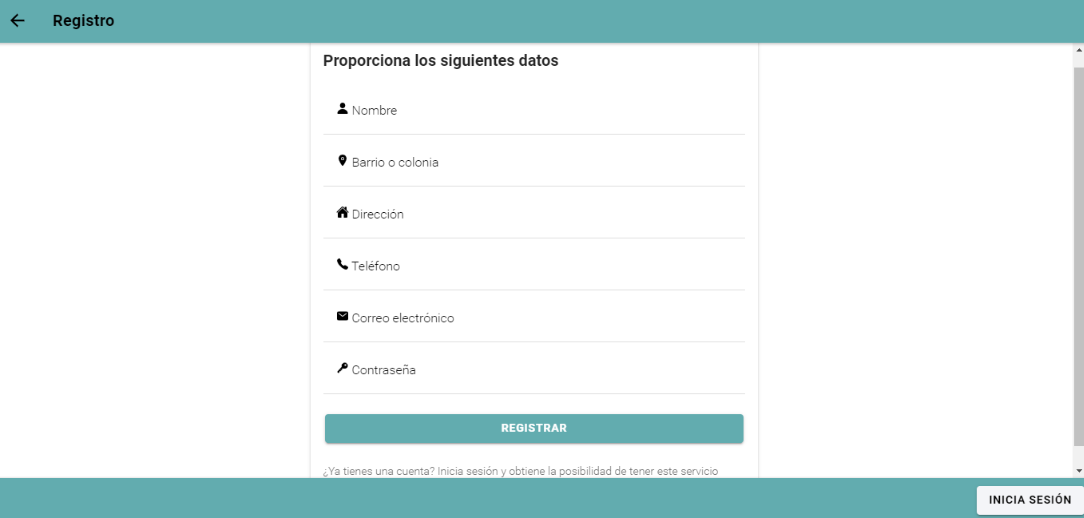 Registro
Proporciona los siguientes datos
Nombre
Barrio o colonia
Dirección
Teléfono
Correo electrónico
Contraseña
REGISTRAR
¿Ya tienes una cuenta? Inicia sesión y obtiene la posibilidad de tener este servicio
INICIA SESIÓN